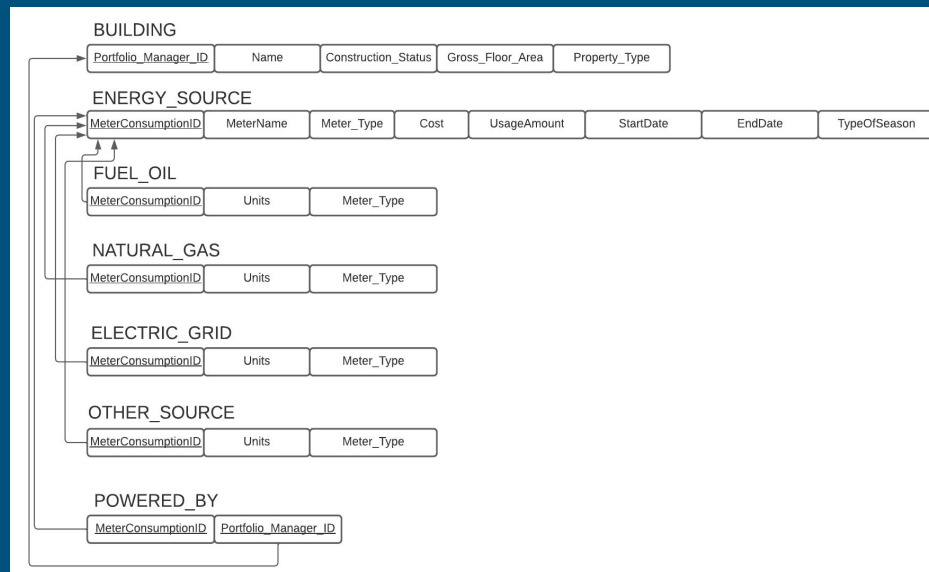 BUILDING
Portfolio_Manager_ID Name Construction_Status Gross_Floor_Area Property_Type
ENERGY_SOURCE
MeterConsumptionID MeterName Meter_Type Cost UsageAmount StartDate EndDate TypeOfSeason
FUEL_OIL
MeterConsumptionID Units Meter_Type
NATURAL_GAS
MeterConsumptionID Units Meter_Type
ELECTRIC_GRID
MeterConsumptionID Units Meter_Type
OTHER_SOURCE
MeterConsumptionID Units Meter_Type
POWERED_BY
MeterConsumptionID Portfolio_Manager_ID